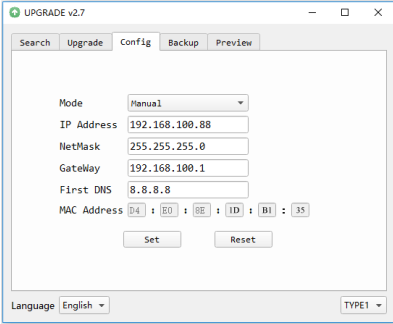 UPGRADE v2.7
Search Upgrade Config Backup Preview
Mode Manual
IP Address 192.168.100.88
NetMask 255.255.255.0
GateWay 192.168.100.1
First DNS 8.8.8.8
MAC Address D4 : E0 : 8E : 1D : B1 : 35
Set Reset
Language English TYPE1